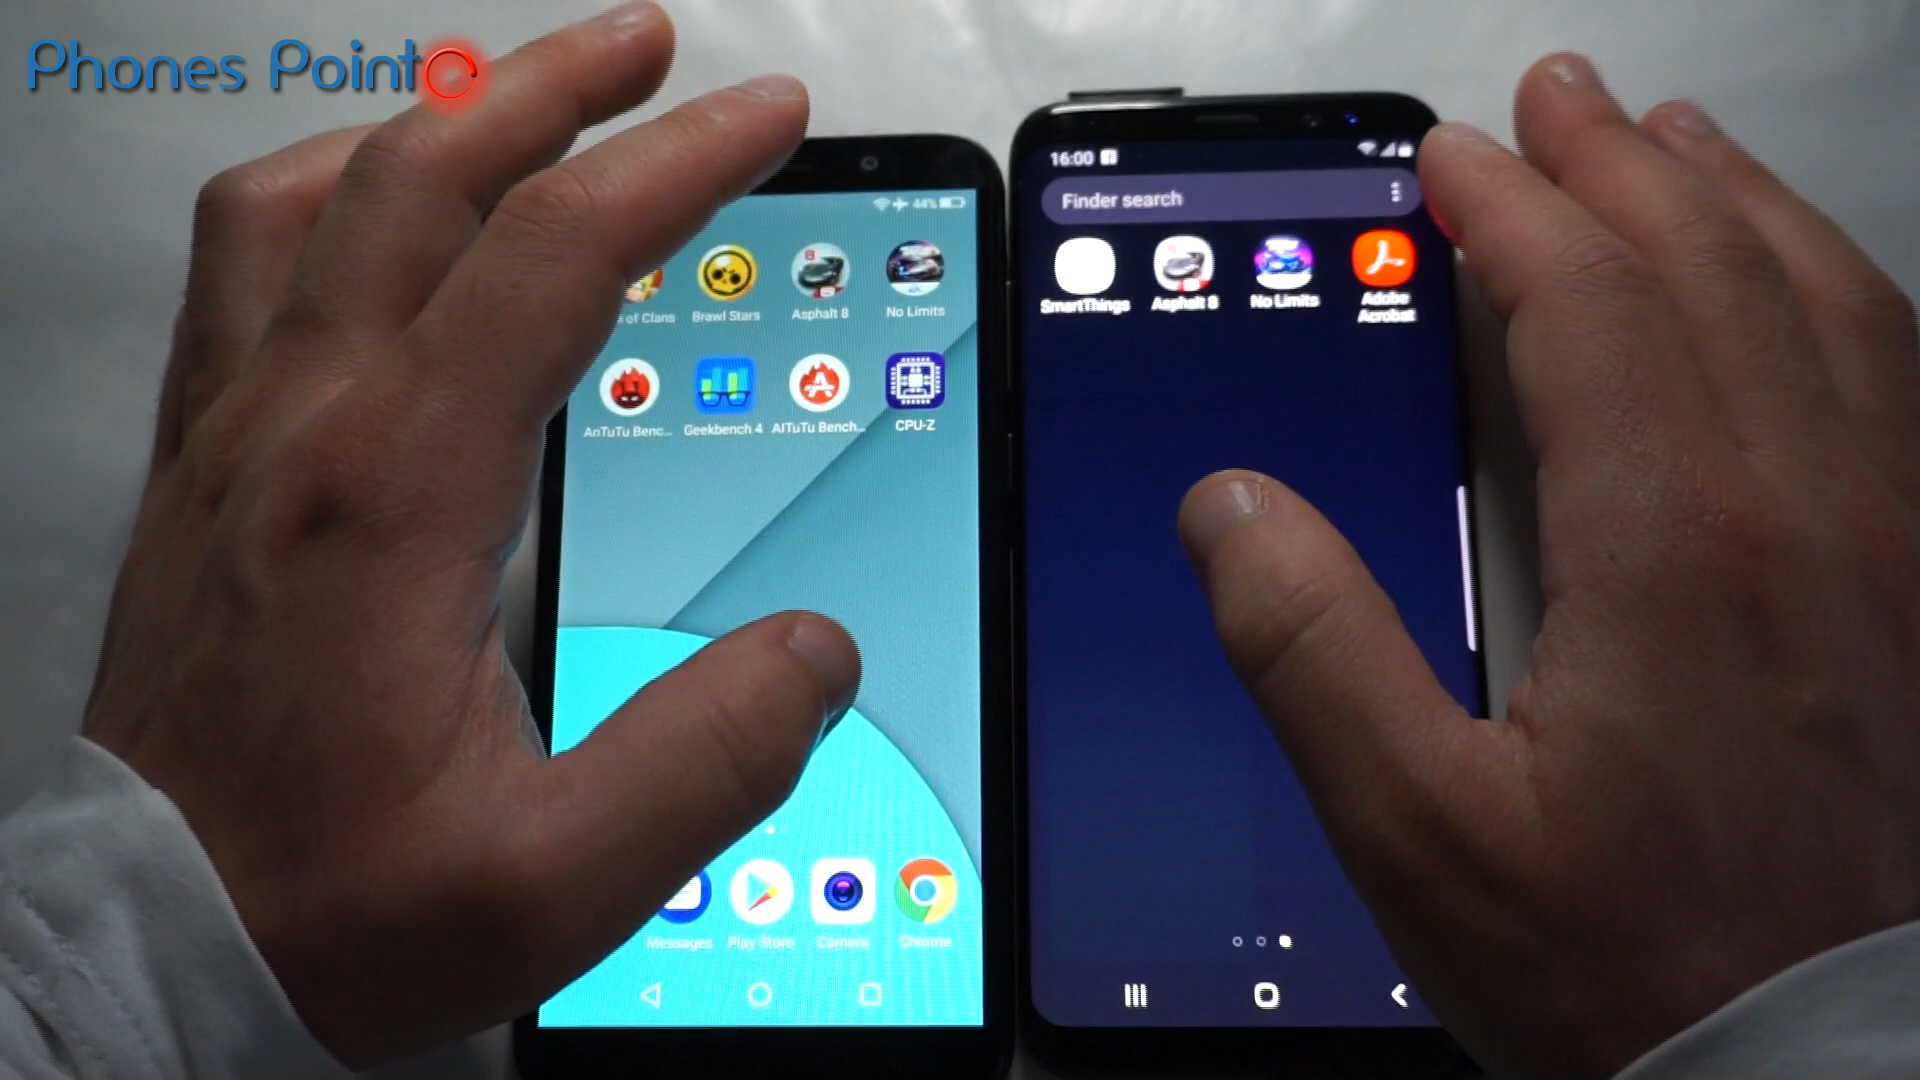 Phones Point
44%
of Clans Brawl Stars Asphalt 8 No Limits
AnTuTu Benc... Geekbench 4 AITuTu Bench... CPU-Z
Messages Play Store Camera Chrome
16:00
Finder search
SmartThings Asphalt 8 No Limits Adobe Acrobat